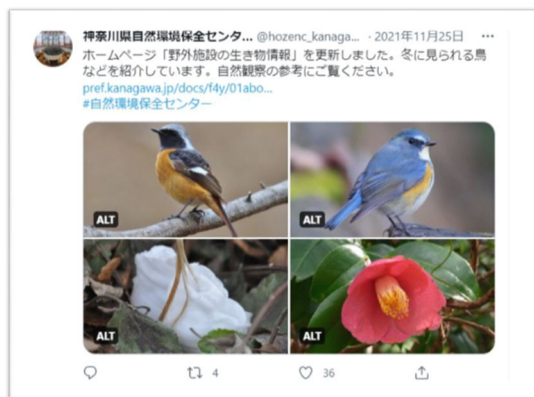 神奈川県自然環境保全センタ... @hozenc_kanaga... · 2021年11月25日 ...
ホームページ「野外施設の生き物情報」を更新しました。冬に見られる鳥
などを紹介しています。自然観察の参考にご覧ください。
pref.kanagawa.jp/docs/f4y/01abo...
#自然環境保全センター
ALT
ALT
ALT
ALT
4
36